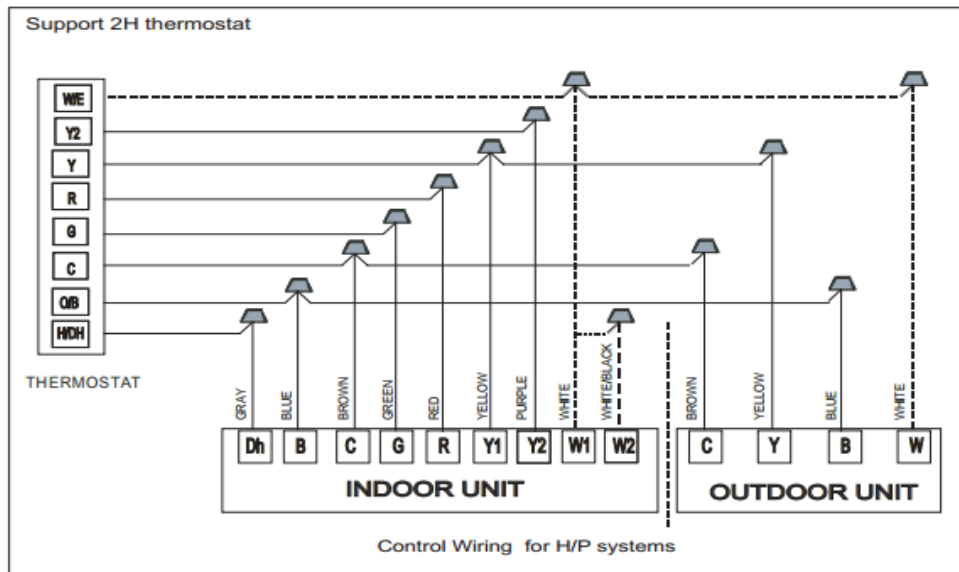 Support 2H thermostat
W/E
Y2
Y
R
G
C
O/B
H/DH
THERMOSTAT
GRAY
BLUE
BROWN
GREEN
RED
YELLOW
PURPLE
WHITE
WHITE/BLACK
BROWN
YELLOW
BLUE
WHITE
Dh B C G R Y1 Y2 W1 W2
C Y B W
INDOOR UNIT
OUTDOOR UNIT
Control Wiring for H/P systems